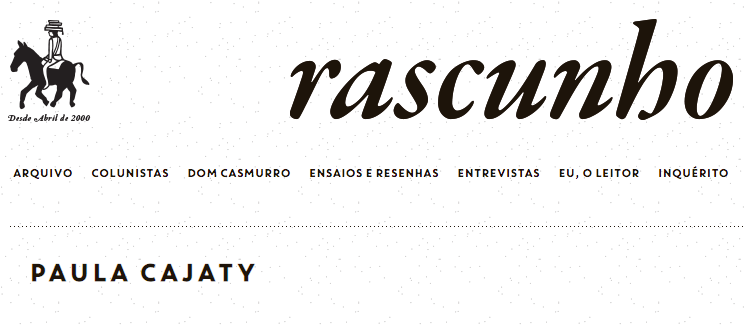 rascunho
Desde Abril de 2000
ARQUIVO COLUNISTAS DOM CASMURRO ENSAIOS E RESENHAS ENTREVISTAS EU, O LEITOR INQUÉRITO
PAULA CAJATY